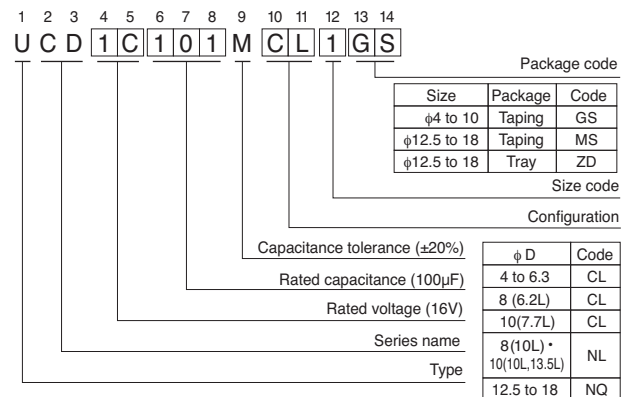 1 2 3 4 5 6 7 8 9 10 11 12 13 14
U C D 1 C 1 0 1 M C L 1 G S
Package code
Size Package Code
ϕ4 to 10 Taping GS
ϕ12.5 to 18 Taping MS
ϕ12.5 to 18 Tray ZD
Size code
Configuration
Capacitance tolerance (±20%)
Rated capacitance (100µF)
Rated voltage (16V)
Series name
Type
ϕ D Code
4 to 6.3 CL
8 (6.2L) CL
10(7.7L) CL
8(10L) •
10(10L,13.5L) NL
12.5 to 18 NQ